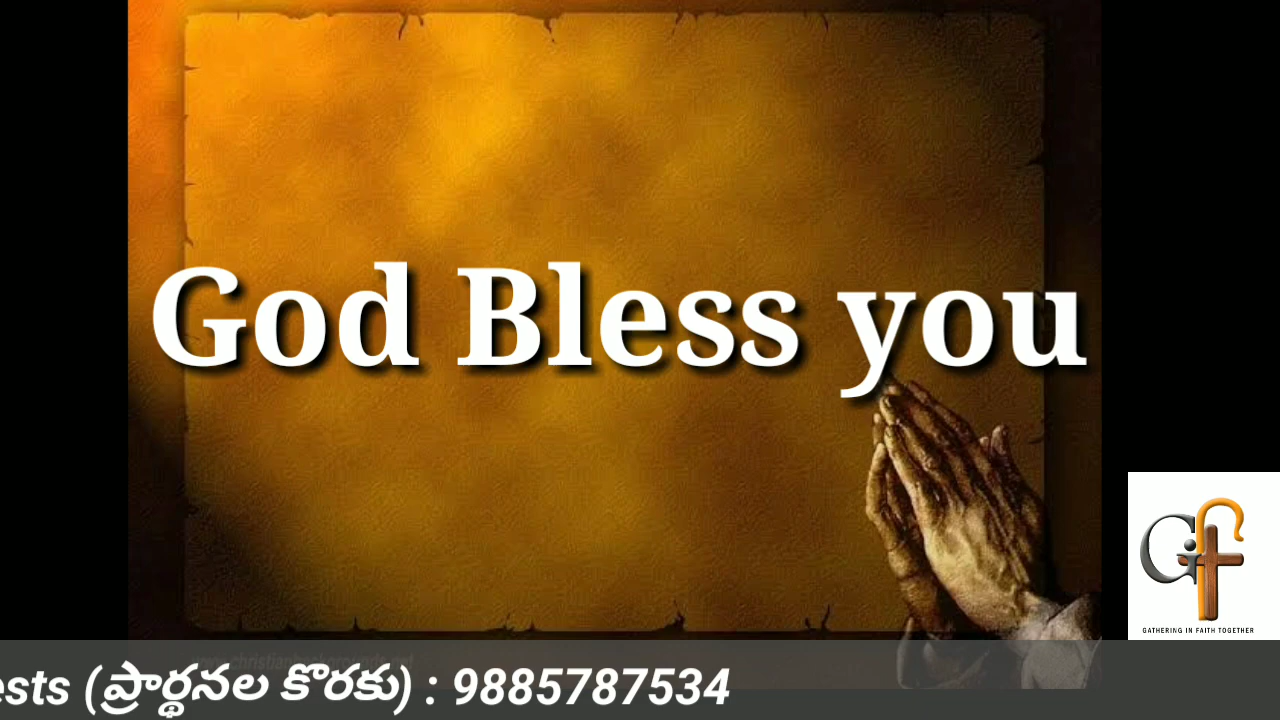 God Bless you
GATHERING IN FAITH TOGETHER
ests (ప్రార్థనల కొరకు) : 9885787534